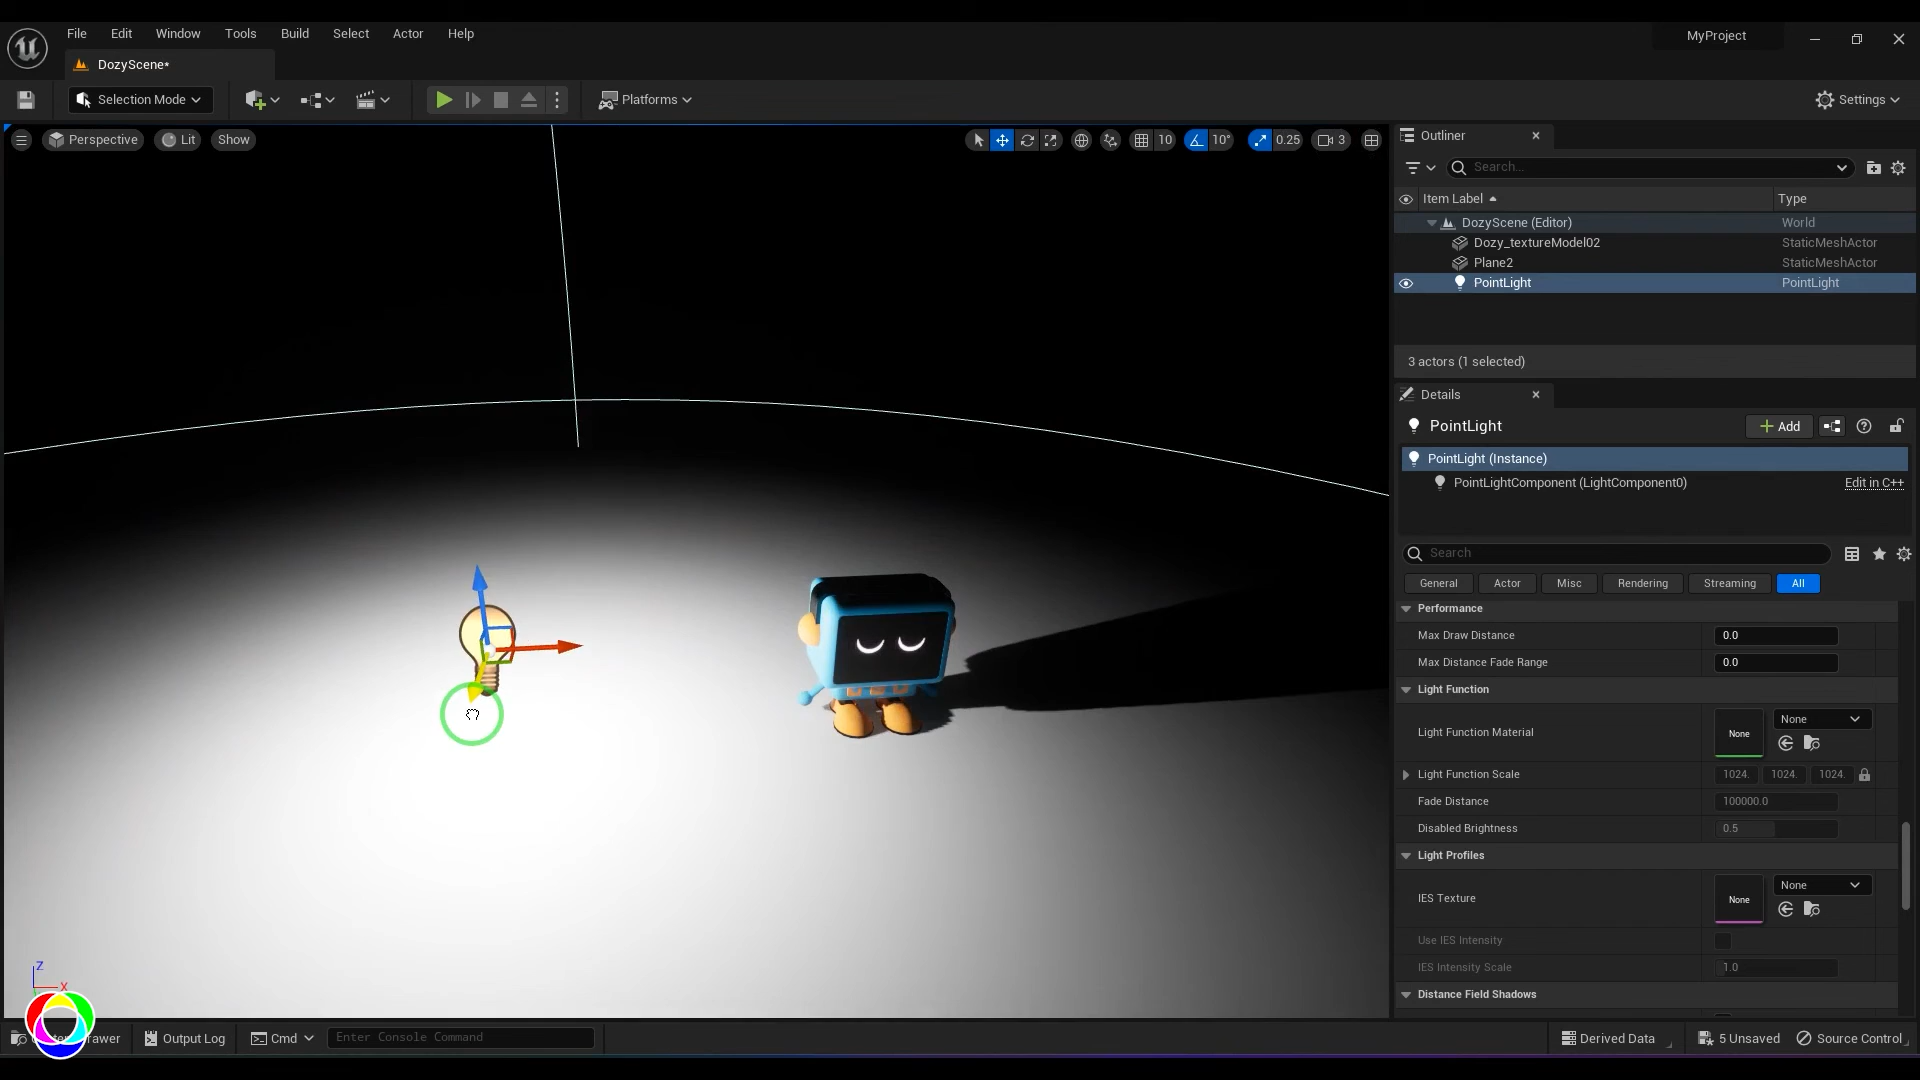 File Edit Window Tools Build Select Actor Help
MyProject
DozyScene*
Selection Mode
Platforms
Settings
Perspective Lit Show
10 10° 0.25 3
Outliner
Search...
Item Label Type
DozyScene (Editor) World
Dozy_textureModel02 StaticMeshActor
Plane2 StaticMeshActor
PointLight PointLight
3 actors (1 selected)
Details
PointLight
Add
PointLight (Instance)
PointLightComponent (LightComponent0) Edit in C++
Search
General Actor Misc Rendering Streaming All
Performance
Max Draw Distance 0.0
Max Distance Fade Range 0.0
Light Function
Light Function Material None None
Light Function Scale 1024. 1024. 1024.
Fade Distance 100000.0
Disabled Brightness 0.5
Light Profiles
IES Texture None None
Use IES Intensity
IES Intensity Scale 1.0
Distance Field Shadows
Z
X
Output Log Cmd Enter Console Command
Derived Data 5 Unsaved Source Control